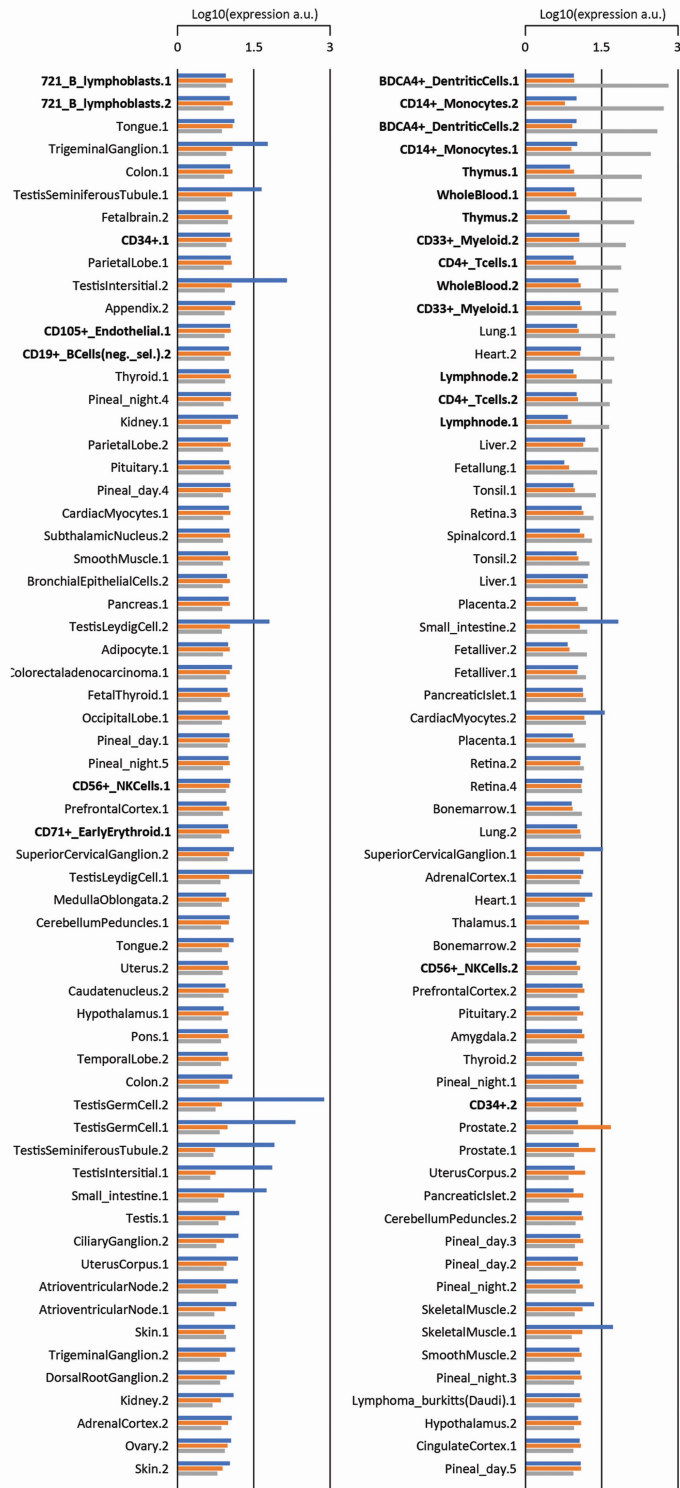 Log10(expression a.u.)
0 1.5 3
721_B_lymphoblasts.1
721_B_lymphoblasts.2
Tongue.1
TrigeminalGanglion.1
Colon.1
TestisSeminiferousTubule.1
Fetalbrain.2
CD34+.1
ParietalLobe.1
TestisIntersitial.2
Appendix.2
CD105+_Endothelial.1
CD19+_BCells(neg._sel.).2
Thyroid.1
Pineal_night.4
Kidney.1
ParietalLobe.2
Pituitary.1
Pineal_day.4
CardiacMyocytes.1
SubthalamicNucleus.2
SmoothMuscle.1
BronchialEpithelialCells.2
Pancreas.1
TestisLeydigCell.2
Adipocyte.1
Colorectaladenocarcinoma.1
FetalThyroid.1
OccipitalLobe.1
Pineal_day.1
Pineal_night.5
CD56+_NKCells.1
PrefrontalCortex.1
CD71+_EarlyErythroid.1
SuperiorCervicalGanglion.2
TestisLeydigCell.1
MedullaOblongata.2
CerebellumPeduncles.1
Tongue.2
Uterus.2
Caudatenucleus.2
Hypothalamus.1
Pons.1
TemporalLobe.2
Colon.2
TestisGermCell.2
TestisGermCell.1
TestisSeminiferousTubule.2
TestisIntersitial.1
Small_intestine.1
Testis.1
CiliaryGanglion.2
UterusCorpus.1
AtrioventricularNode.2
AtrioventricularNode.1
Skin.1
TrigeminalGanglion.2
DorsalRootGanglion.2
Kidney.2
AdrenalCortex.2
Ovary.2
Skin.2
Log10(expression a.u.)
0 1.5 3
BDCA4+_DentriticCells.1
CD14+_Monocytes.2
BDCA4+_DentriticCells.2
CD14+_Monocytes.1
Thymus.1
WholeBlood.1
Thymus.2
CD33+_Myeloid.2
CD4+_Tcells.1
WholeBlood.2
CD33+_Myeloid.1
Lung.1
Heart.2
Lymphnode.2
CD4+_Tcells.2
Lymphnode.1
Liver.2
Fetallung.1
Tonsil.1
Retina.3
Spinalcord.1
Tonsil.2
Liver.1
Placenta.2
Small_intestine.2
Fetalliver.2
Fetalliver.1
PancreaticIslet.1
CardiacMyocytes.2
Placenta.1
Retina.2
Retina.4
Bonemarrow.1
Lung.2
SuperiorCervicalGanglion.1
AdrenalCortex.1
Heart.1
Thalamus.1
Bonemarrow.2
CD56+_NKCells.2
PrefrontalCortex.2
Pituitary.2
Amygdala.2
Thyroid.2
Pineal_night.1
CD34+.2
Prostate.2
Prostate.1
UterusCorpus.2
PancreaticIslet.2
CerebellumPeduncles.2
Pineal_day.3
Pineal_day.2
Pineal_night.2
SkeletalMuscle.2
SkeletalMuscle.1
SmoothMuscle.2
Pineal_night.3
Lymphoma_burkitts(Daudi).1
Hypothalamus.2
CingulateCortex.1
Pineal_day.5